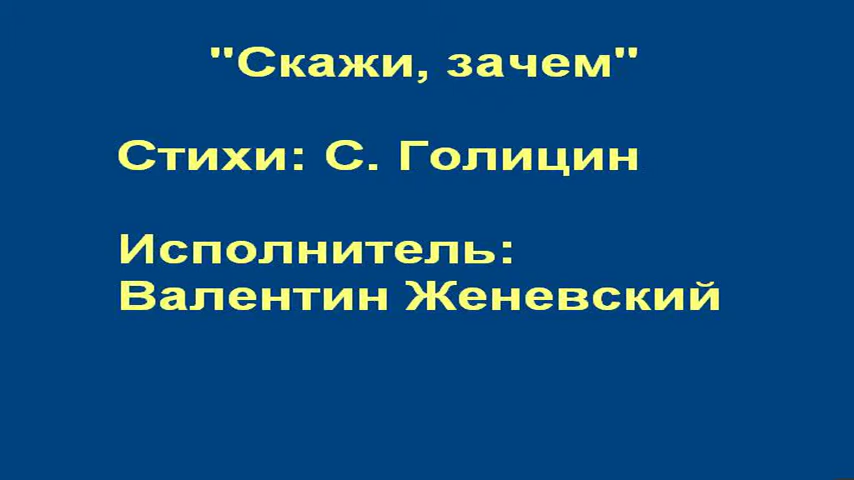 "Скажи, зачем"
Стихи: С. Голицин
Исполнитель:
Валентин Женевский